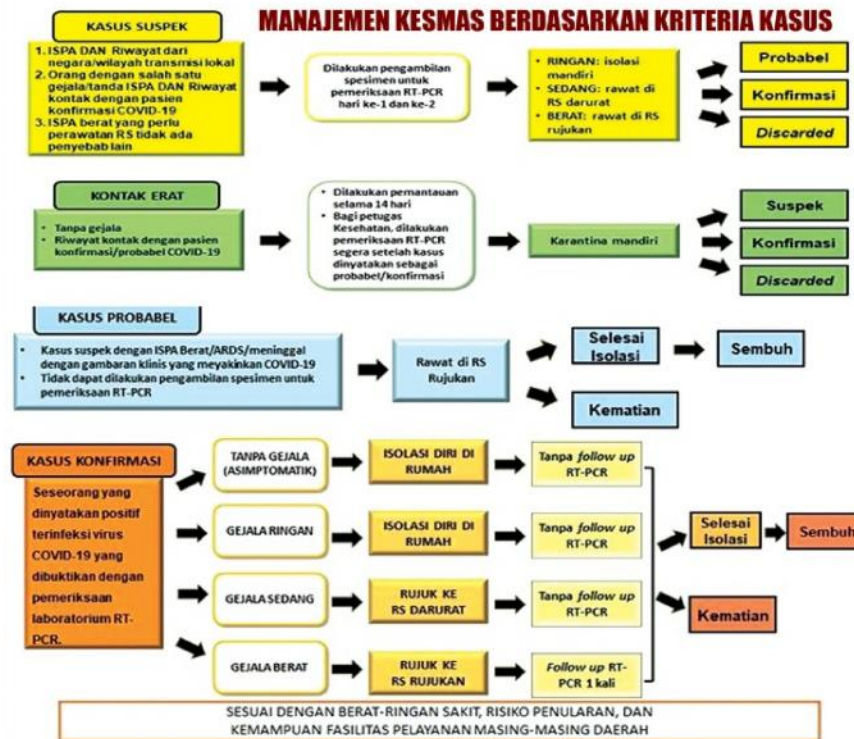 MANAJEMEN KESMAS BERDASARKAN KRITERIA KASUS
KASUS SUSPEK
1. ISPA DAN Riwayat dari
negara/wilayah transmisi lokal
2. Orang dengan salah satu
gejala/tanda ISPA DAN Riwayat
kontak dengan pasien
konfirmasi COVID-19
3. ISPA berat yang perlu
perawatan RS tidak ada
penyebab lain
Dilakukan pengambilan
spesimen untuk
pemeriksaan RT-PCR
hari ke-1 dan ke-2
• RINGAN: isolasi
mandiri
• SEDANG: rawat di
RS darurat
• BERAT: rawat di RS
rujukan
Probabel
Konfirmasi
Discarded
KONTAK ERAT
• Tanpa gejala
• Riwayat kontak dengan pasien
konfirmasi/probabel COVID-19
• Dilakukan pemantauan
selama 14 hari
• Bagi petugas
Kesehatan, dilakukan
pemeriksaan RT-PCR
segera setelah kasus
dinyatakan sebagai
probabel/konfirmasi
Karantina mandiri
Suspek
Konfirmasi
Discarded
KASUS PROBABEL
• Kasus suspek dengan ISPA Berat/ARDS/meninggal
dengan gambaran klinis yang meyakinkan COVID-19
• Tidak dapat dilakukan pengambilan spesimen untuk
pemeriksaan RT-PCR
Rawat di RS
Rujukan
Selesai
Isolasi
Sembuh
Kematian
KASUS KONFIRMASI
Seseorang yang
dinyatakan positif
terinfeksi virus
COVID-19 yang
dibuktikan dengan
pemeriksaan
laboratorium RT-
PCR.
TANPA GEJALA
(ASIMPTOMATIK)
ISOLASI DIRI DI
RUMAH
Tanpa follow up
RT-PCR
GEJALA RINGAN
ISOLASI DIRI DI
RUMAH
Tanpa follow up
RT-PCR
GEJALA SEDANG
RUJUK KE
RS DARURAT
Tanpa follow up
RT-PCR
GEJALA BERAT
RUJUK KE
RS RUJUKAN
Follow up RT-
PCR 1 kali
Selesai
Isolasi
Sembuh
Kematian
SESUAI DENGAN BERAT-RINGAN SAKIT, RISIKO PENULARAN, DAN
KEMAMPUAN FASILITAS PELAYANAN MASING-MASING DAERAH